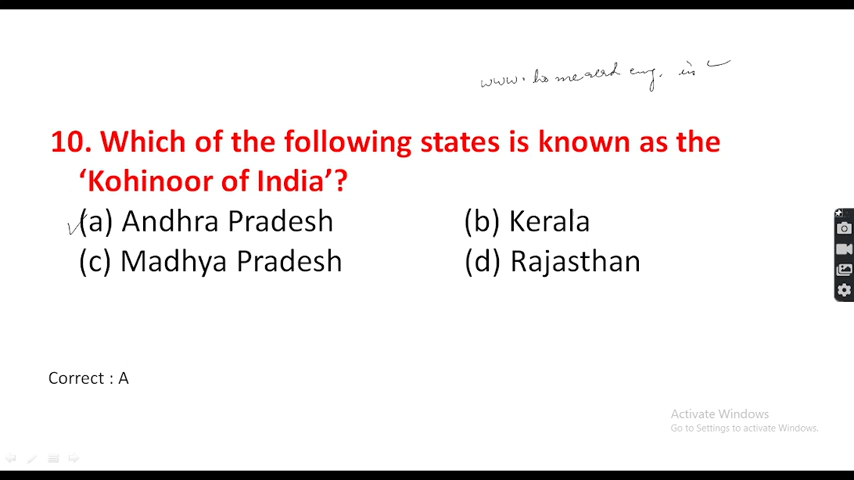 10. Which of the following states is known as the
‘Kohinoor of India’?
(a) Andhra Pradesh (b) Kerala
(c) Madhya Pradesh (d) Rajasthan
Correct : A
Activate Windows
Go to Settings to activate Windows.